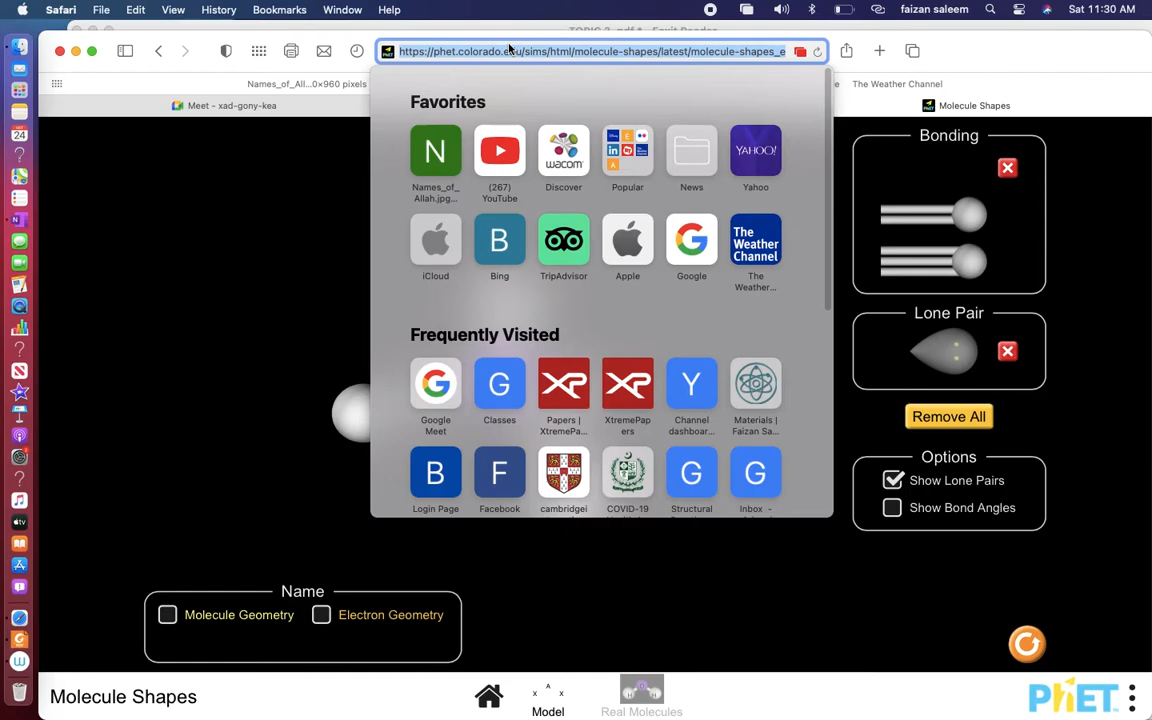 Safari File Edit View History Bookmarks Window Help faizan saleem Sat 11:30 AM
https://phet.colorado.edu/sims/html/molecule-shapes/latest/molecule-shapes_e
Names_of_All...0×960 pixels The Weather Channel
Meet - xad-gony-kea Molecule Shapes
Favorites
N
Names_of_
Allah.jpg...
(267)
YouTube
wacom
Discover
Popular
News
YAHOO!
Yahoo
iCloud
B
Bing
TripAdvisor
Apple
Google
The
Weather
Channel
The
Weather...
Frequently Visited
Google
Meet
G
Classes
XP
Papers |
XtremePa...
XP
XtremePap
ers
Y
Channel
dashboar...
Materials |
Faizan Sa...
B
Login Page
F
Facebook
cambridgei
COVID-19
G
Structural
G
Inbox -
Bonding
Lone Pair
Remove All
Options
Show Lone Pairs
Show Bond Angles
Name
Molecule Geometry Electron Geometry
Molecule Shapes
x A x
Model
Real Molecules
PhET